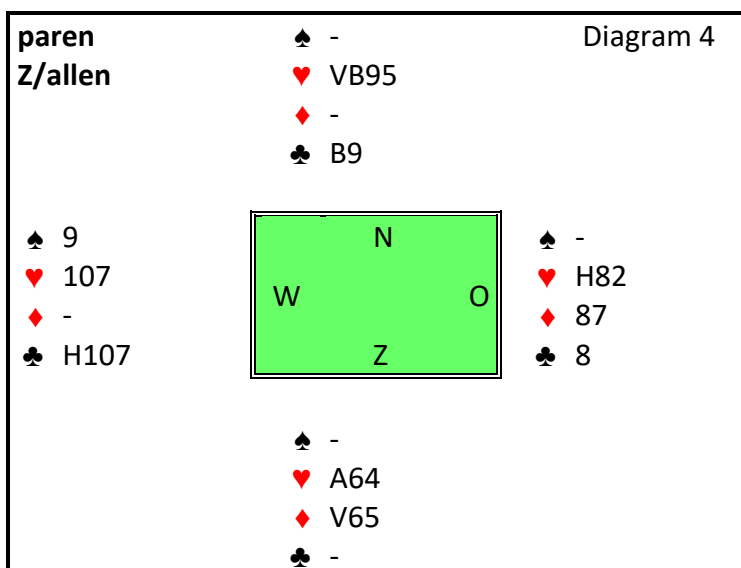 paren ♠ - Diagram 4
Z/allen ♥ VB95
♦ -
♣ B9
♠ 9 N ♠ -
♥ 107 ♥ H82
W O
♦ - ♦ 87
♣ H107 Z ♣ 8
♠ -
♥ A64
♦ V65
♣ -